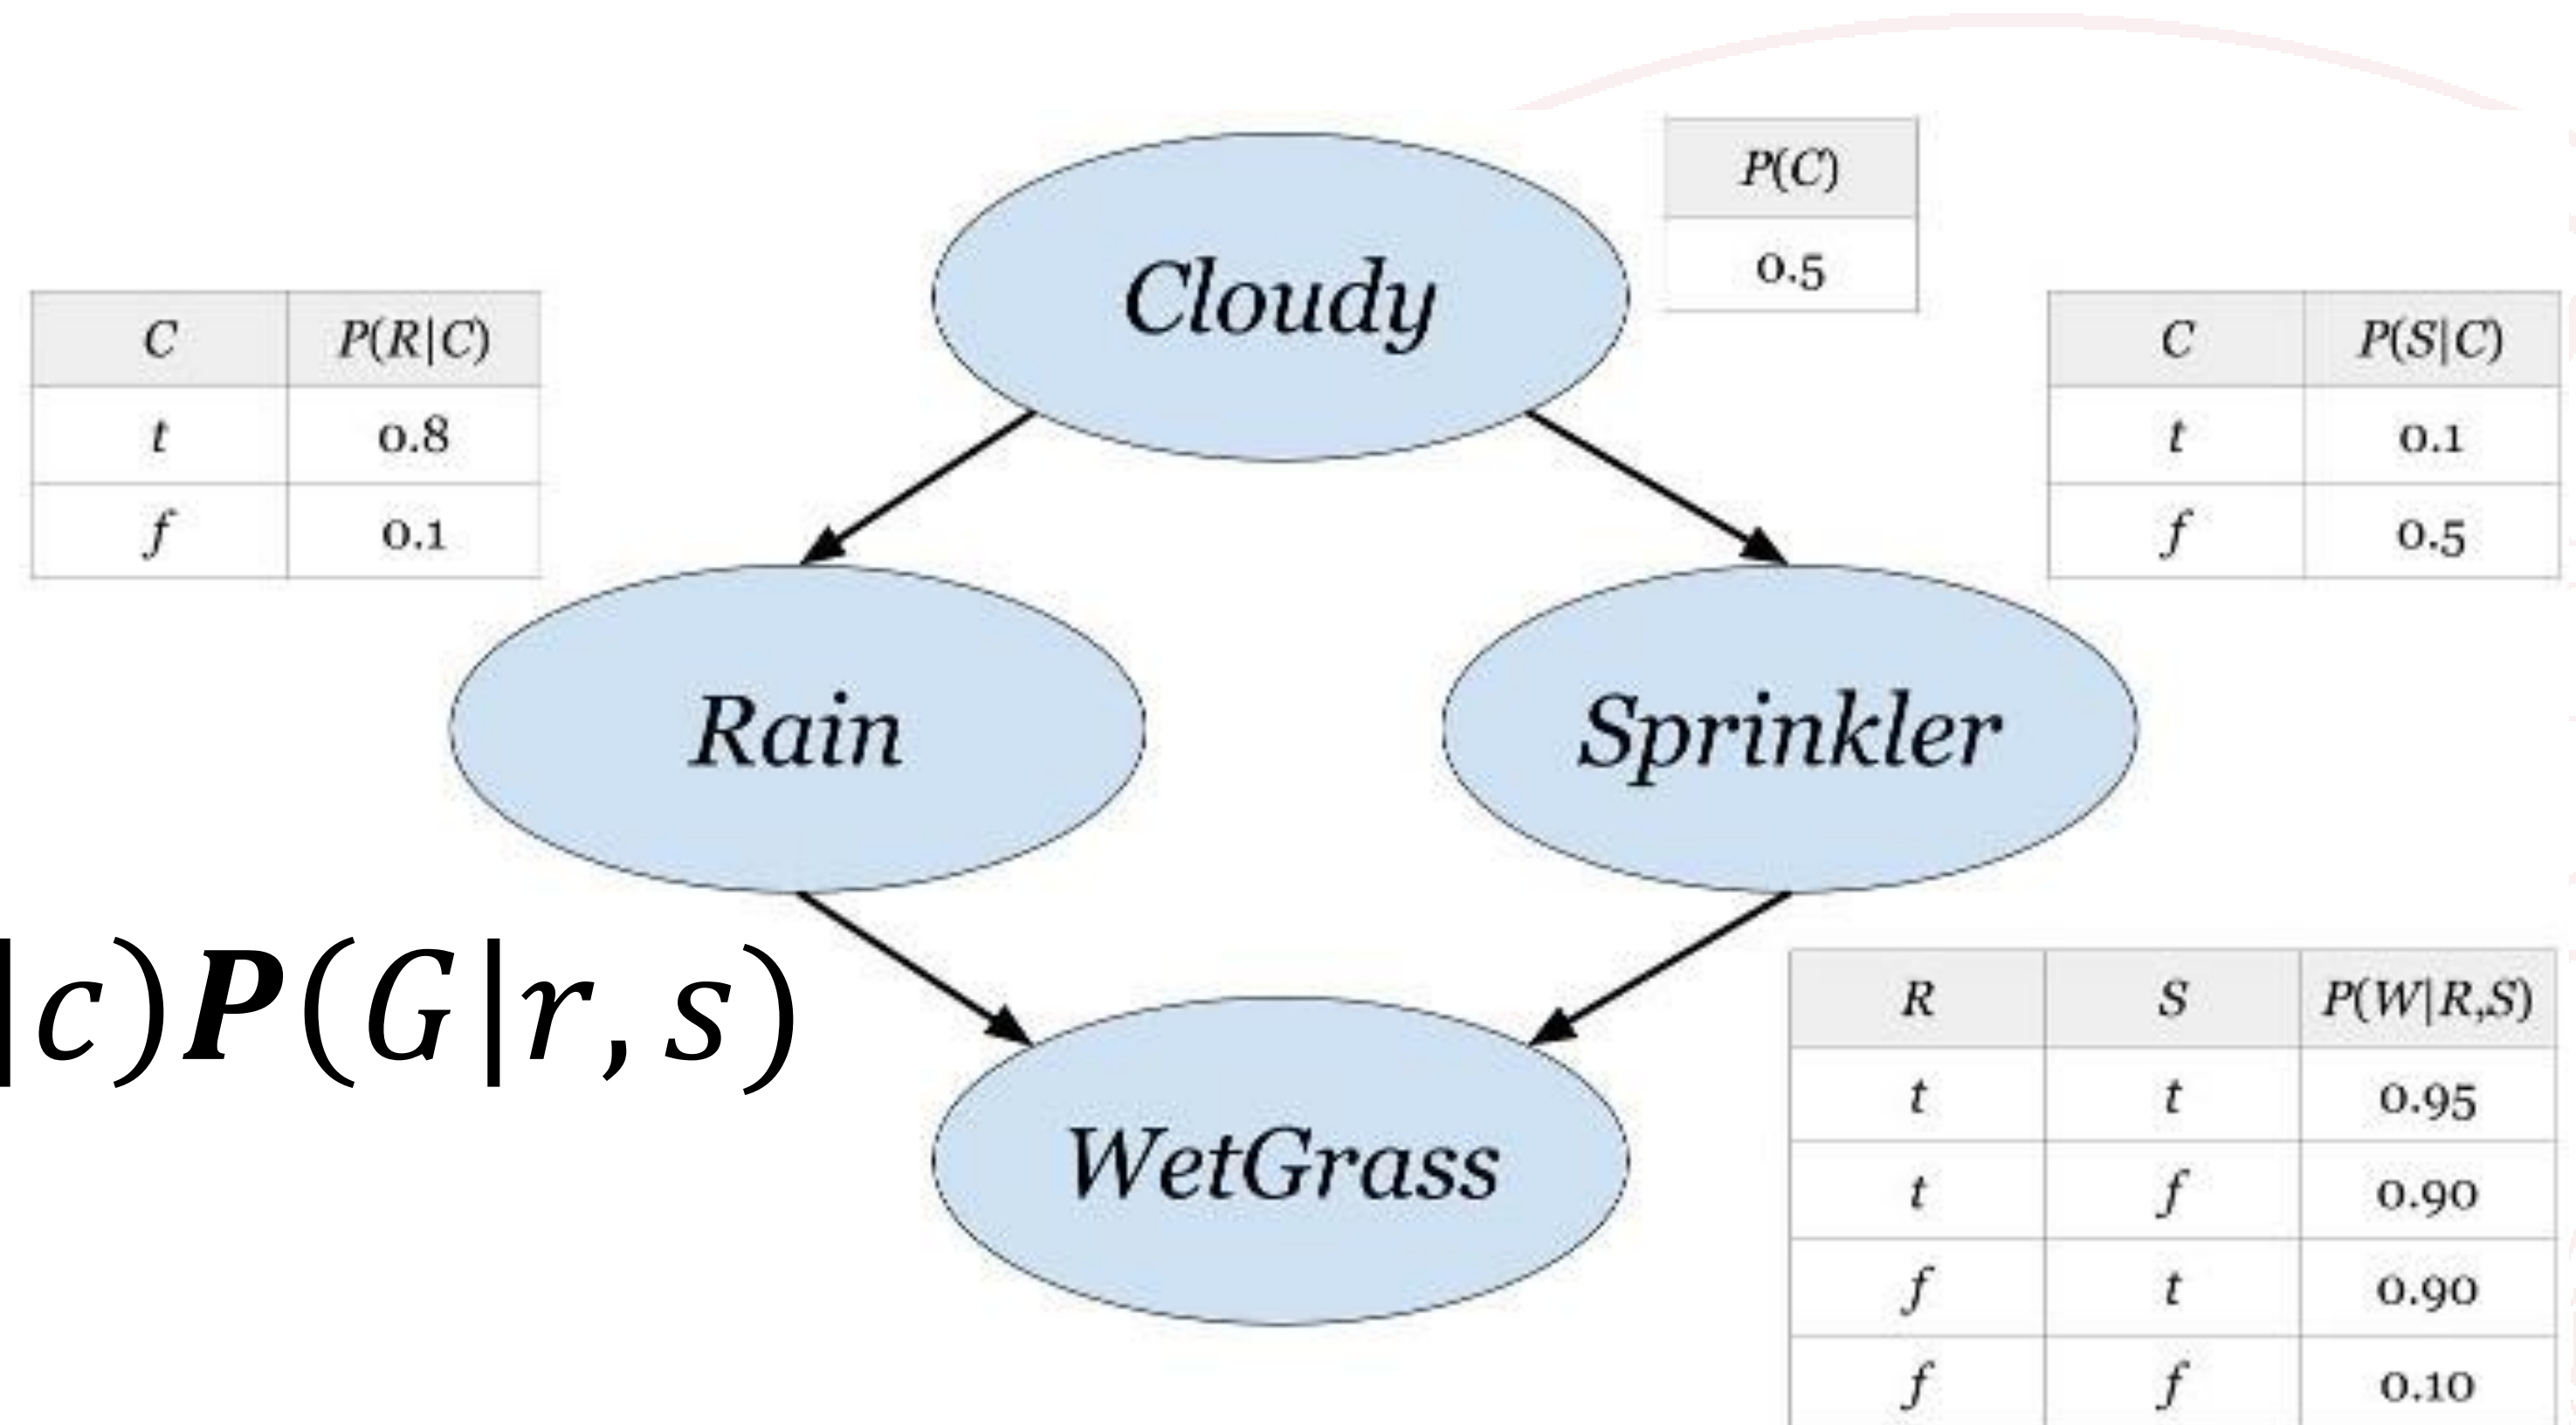 P(C)
0.5
Cloudy
C P(R|C)
t 0.8
f 0.1
C P(S|C)
t 0.1
f 0.5
Rain
Sprinkler
|c)P(G|r, s)
WetGrass
R S P(W|R,S)
t t 0.95
t f 0.90
f t 0.90
f f 0.10